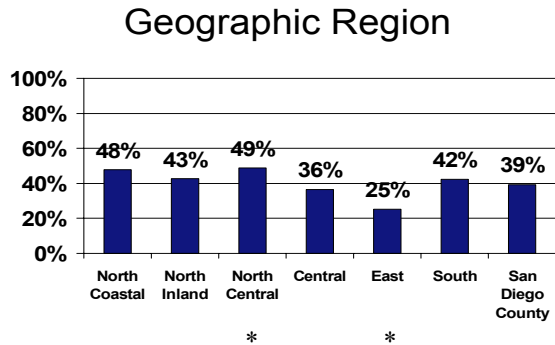 Geographic Region
100%
80%
60%
40%
20%
0%
48%
43%
49%
36%
25%
42%
39%
North
Coastal
North
Inland
North
Central
Central
East
South
San
Diego
County
*
*